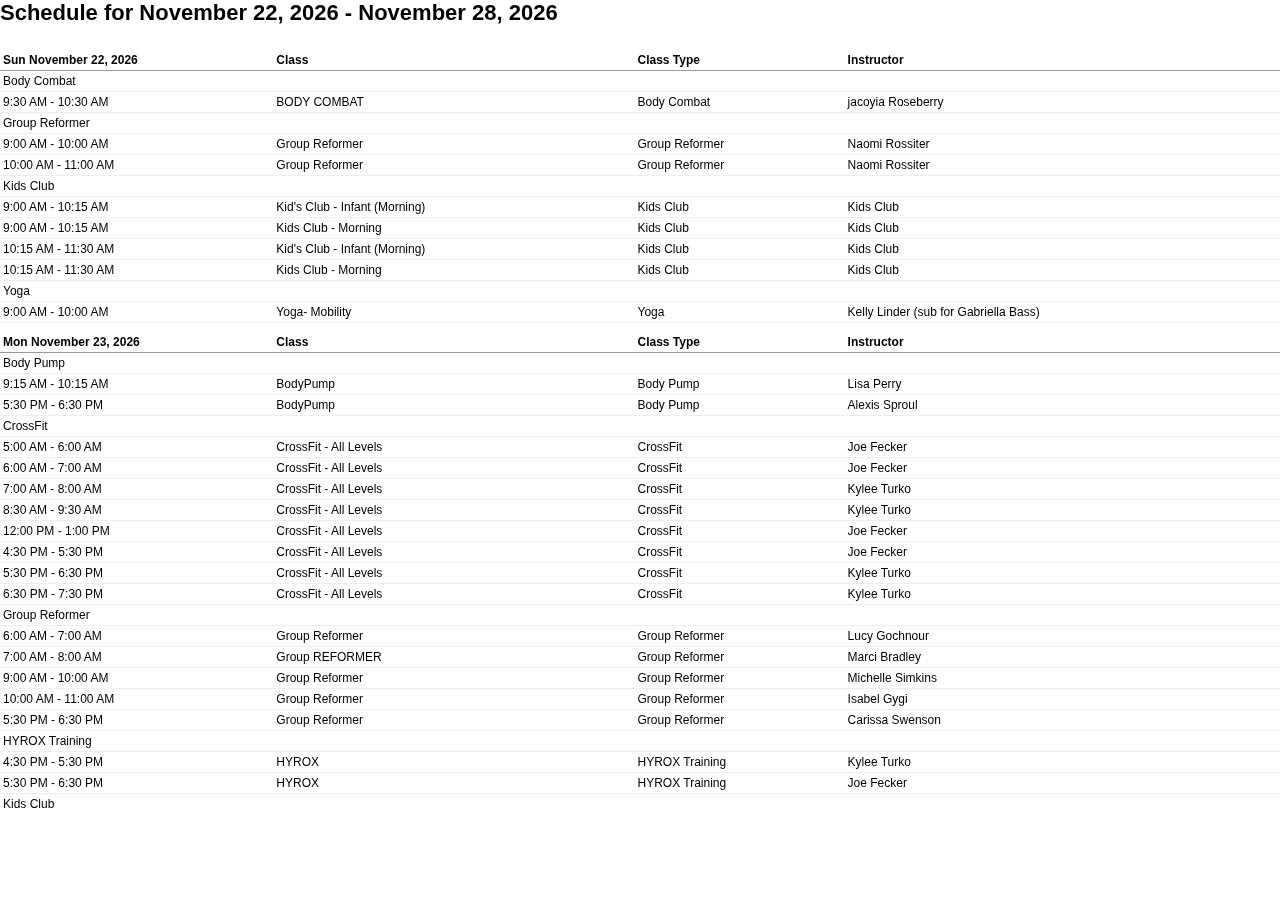 Schedule for November 22, 2026 - November 28, 2026
Sun November 22, 2026 Class Class Type Instructor
Body Combat
9:30 AM - 10:30 AM BODY COMBAT Body Combat jacoyia Roseberry
Group Reformer
9:00 AM - 10:00 AM Group Reformer Group Reformer Naomi Rossiter
10:00 AM - 11:00 AM Group Reformer Group Reformer Naomi Rossiter
Kids Club
9:00 AM - 10:15 AM Kid's Club - Infant (Morning) Kids Club Kids Club
9:00 AM - 10:15 AM Kids Club - Morning Kids Club Kids Club
10:15 AM - 11:30 AM Kid's Club - Infant (Morning) Kids Club Kids Club
10:15 AM - 11:30 AM Kids Club - Morning Kids Club Kids Club
Yoga
9:00 AM - 10:00 AM Yoga- Mobility Yoga Kelly Linder (sub for Gabriella Bass)
Mon November 23, 2026 Class Class Type Instructor
Body Pump
9:15 AM - 10:15 AM BodyPump Body Pump Lisa Perry
5:30 PM - 6:30 PM BodyPump Body Pump Alexis Sproul
CrossFit
5:00 AM - 6:00 AM CrossFit - All Levels CrossFit Joe Fecker
6:00 AM - 7:00 AM CrossFit - All Levels CrossFit Joe Fecker
7:00 AM - 8:00 AM CrossFit - All Levels CrossFit Kylee Turko
8:30 AM - 9:30 AM CrossFit - All Levels CrossFit Kylee Turko
12:00 PM - 1:00 PM CrossFit - All Levels CrossFit Joe Fecker
4:30 PM - 5:30 PM CrossFit - All Levels CrossFit Joe Fecker
5:30 PM - 6:30 PM CrossFit - All Levels CrossFit Kylee Turko
6:30 PM - 7:30 PM CrossFit - All Levels CrossFit Kylee Turko
Group Reformer
6:00 AM - 7:00 AM Group Reformer Group Reformer Lucy Gochnour
7:00 AM - 8:00 AM Group REFORMER Group Reformer Marci Bradley
9:00 AM - 10:00 AM Group Reformer Group Reformer Michelle Simkins
10:00 AM - 11:00 AM Group Reformer Group Reformer Isabel Gygi
5:30 PM - 6:30 PM Group Reformer Group Reformer Carissa Swenson
HYROX Training
4:30 PM - 5:30 PM HYROX HYROX Training Kylee Turko
5:30 PM - 6:30 PM HYROX HYROX Training Joe Fecker
Kids Club